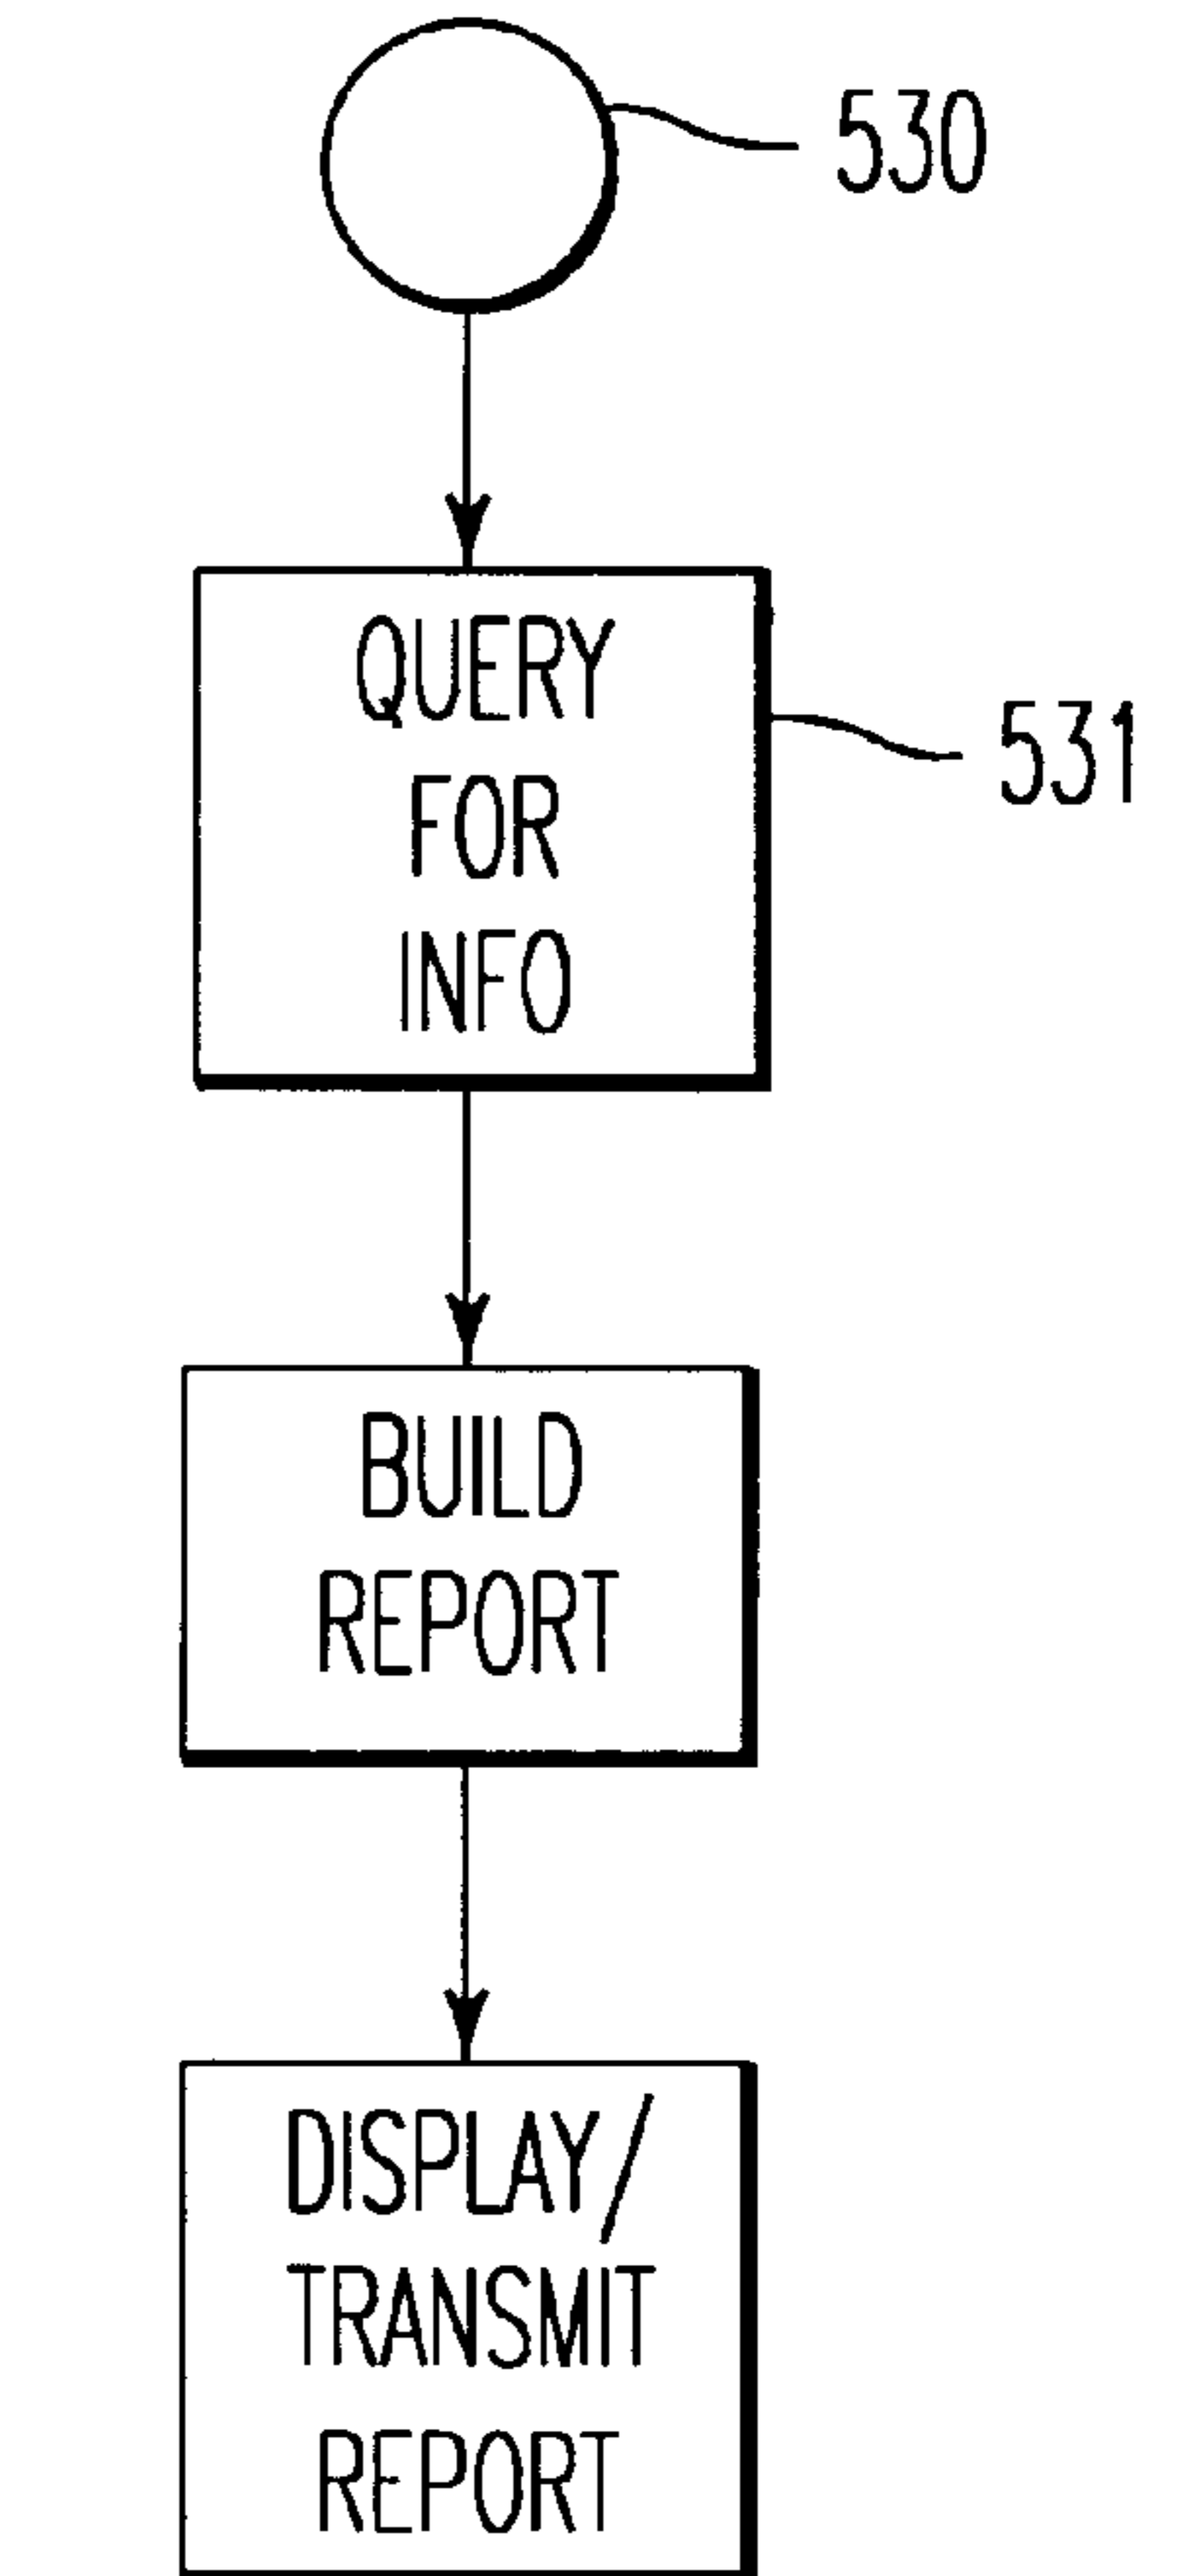 530
QUERY
FOR
INFO
531
BUILD
REPORT
DISPLAY/
TRANSMIT
REPORT